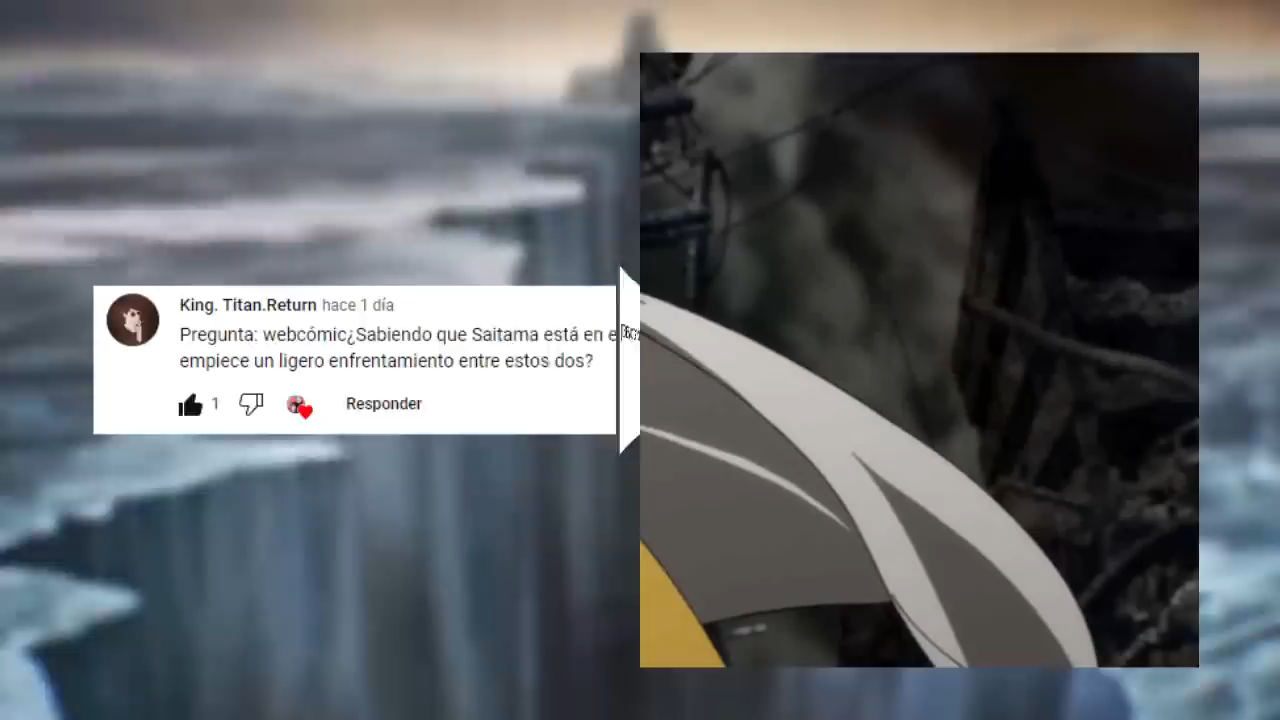 King. Titan.Return hace 1 día
Pregunta: webcómic¿Sabiendo que Saitama está en
empiece un ligero enfrentamiento entre estos dos?
1 Responder